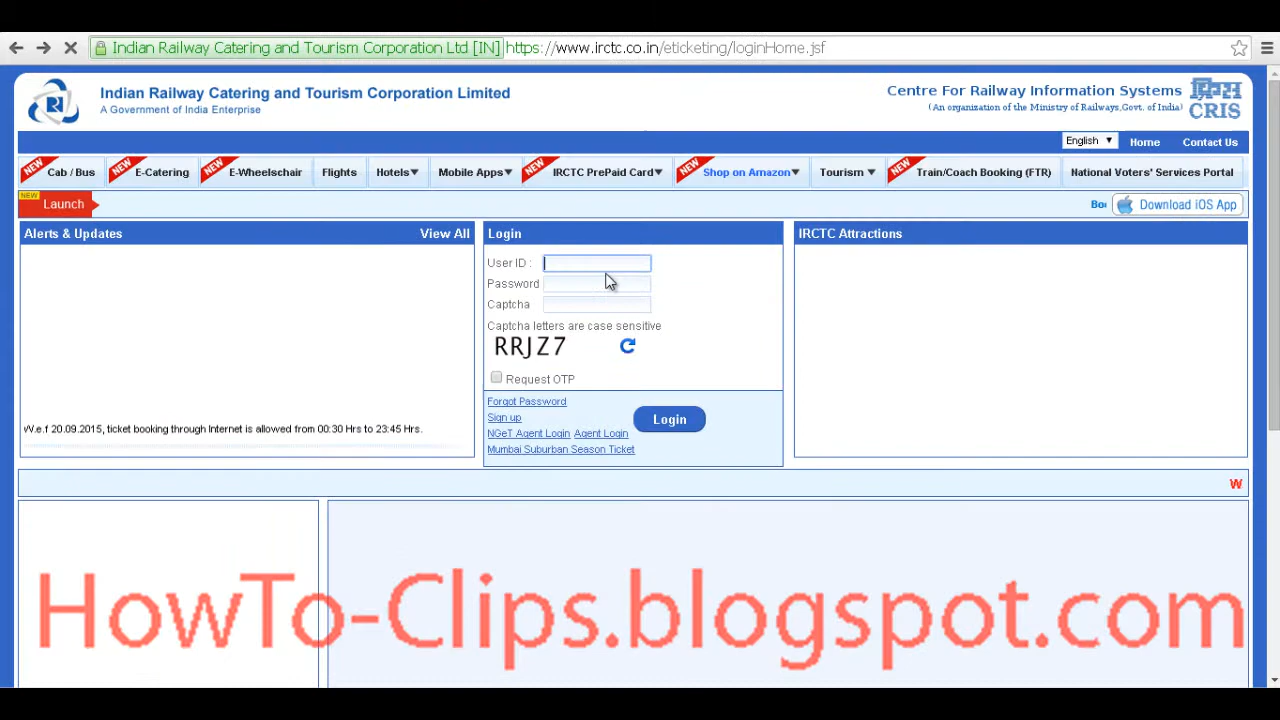 Indian Railway Catering and Tourism Corporation Ltd [IN] https://www.irctc.co.in/eticketing/loginHome.jsf
Indian Railway Catering and Tourism Corporation Limited
A Government of India Enterprise
Centre For Railway Information Systems
(An organization of the Ministry of Railways,Govt. of India)
CRIS
English Home Contact Us
NEW Cab / Bus NEW E-Catering NEW E-Wheelschair Flights Hotels Mobile Apps NEW IRCTC PrePaid Card NEW Shop on Amazon Tourism NEW Train/Coach Booking (FTR) National Voters' Services Portal
NEW Launch Bo Download iOS App
Alerts & Updates View All
Login
IRCTC Attractions
User ID :
Password
Captcha
Captcha letters are case sensitive
RRJZ7
Request OTP
Forgot Password
Sign up
NGeT Agent Login Agent Login
Mumbai Suburban Season Ticket
Login
W.e.f 20.09.2015, ticket booking through Internet is allowed from 00:30 Hrs to 23:45 Hrs.
W
HowTo-Clips.blogspot.com